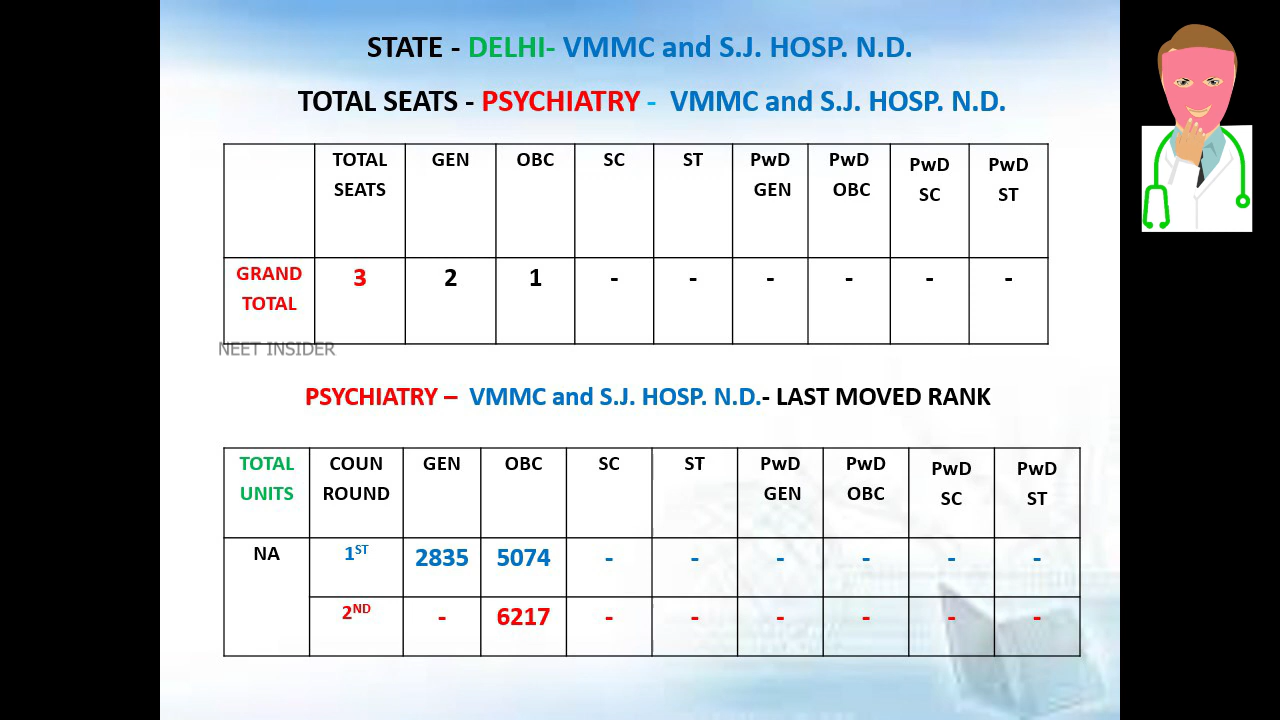 STATE - DELHI- VMMC and S.J. HOSP. N.D.
TOTAL SEATS - PSYCHIATRY - VMMC and S.J. HOSP. N.D.
TOTAL SEATS GEN OBC SC ST PwD GEN PwD OBC PwD SC PwD ST
GRAND TOTAL 3 2 1 - - - - - -
NEET INSIDER
PSYCHIATRY – VMMC and S.J. HOSP. N.D.- LAST MOVED RANK
TOTAL UNITS COUN ROUND GEN OBC SC ST PwD GEN PwD OBC PwD SC PwD ST
NA 1ST 2835 5074 - - - - - -
2ND - 6217 - - - - - -